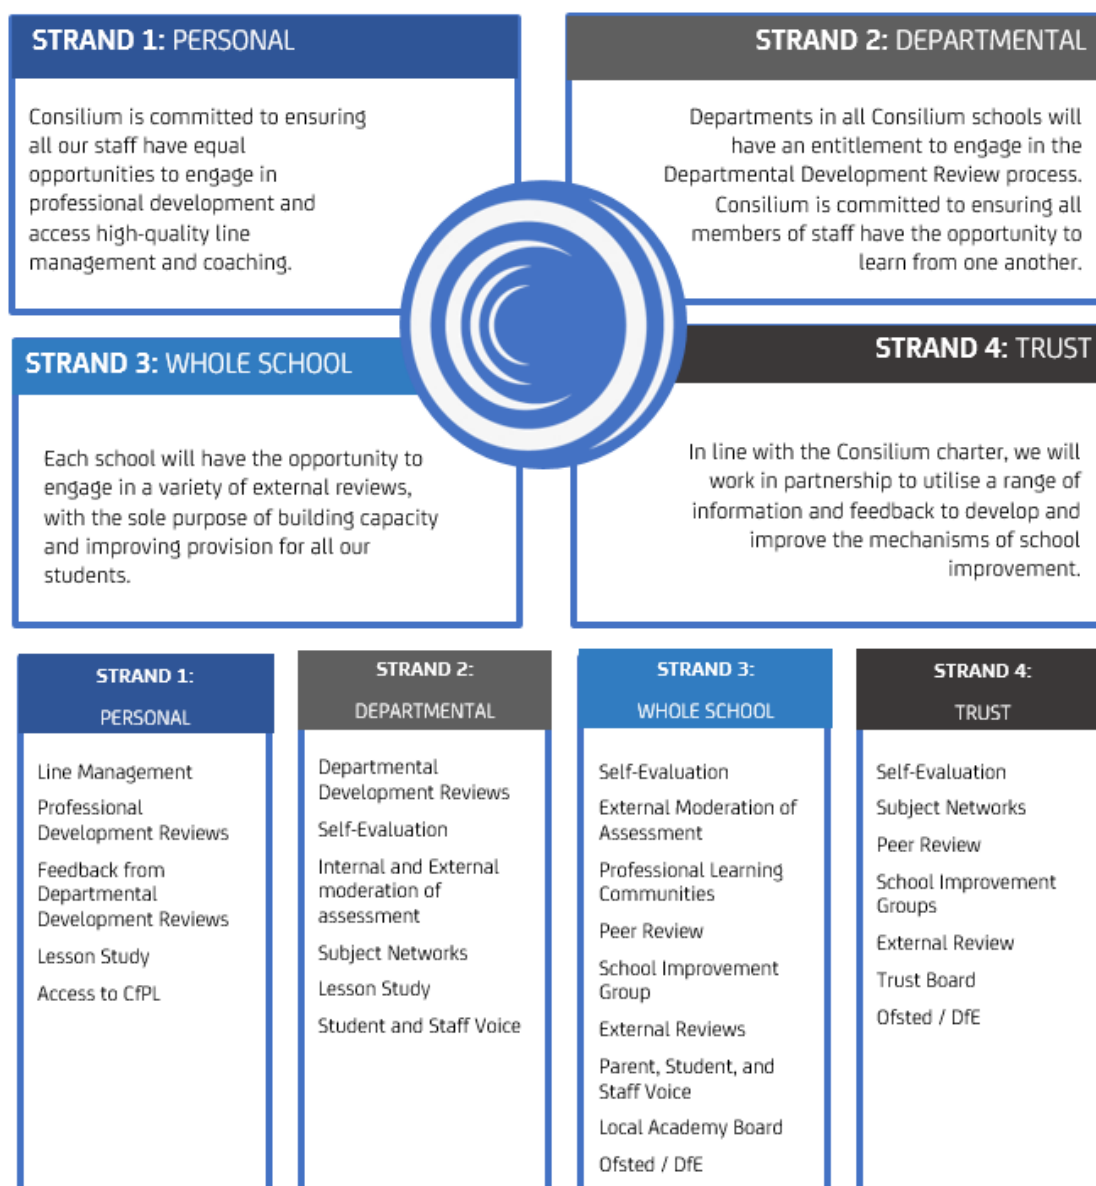 STRAND 1: PERSONAL
Consilium is committed to ensuring
all our staff have equal
opportunities to engage in
professional development and
access high-quality line
management and coaching.
STRAND 2: DEPARTMENTAL
Departments in all Consilium schools will
have an entitlement to engage in the
Departmental Development Review process.
Consilium is committed to ensuring all
members of staff have the opportunity to
learn from one another.
STRAND 3: WHOLE SCHOOL
Each school will have the opportunity to
engage in a variety of external reviews,
with the sole purpose of building capacity
and improving provision for all our
students.
STRAND 4: TRUST
In line with the Consilium charter, we will
work in partnership to utilise a range of
information and feedback to develop and
improve the mechanisms of school
improvement.
STRAND 1:
PERSONAL
Line Management
Professional
Development Reviews
Feedback from
Departmental
Development Reviews
Lesson Study
Access to CfPL
STRAND 2:
DEPARTMENTAL
Departmental
Development Reviews
Self-Evaluation
Internal and External
moderation of
assessment
Subject Networks
Lesson Study
Student and Staff Voice
STRAND 3:
WHOLE SCHOOL
Self-Evaluation
External Moderation of
Assessment
Professional Learning
Communities
Peer Review
School Improvement
Group
External Reviews
Parent, Student, and
Staff Voice
Local Academy Board
Ofsted / DfE
STRAND 4:
TRUST
Self-Evaluation
Subject Networks
Peer Review
School Improvement
Groups
External Review
Trust Board
Ofsted / DfE